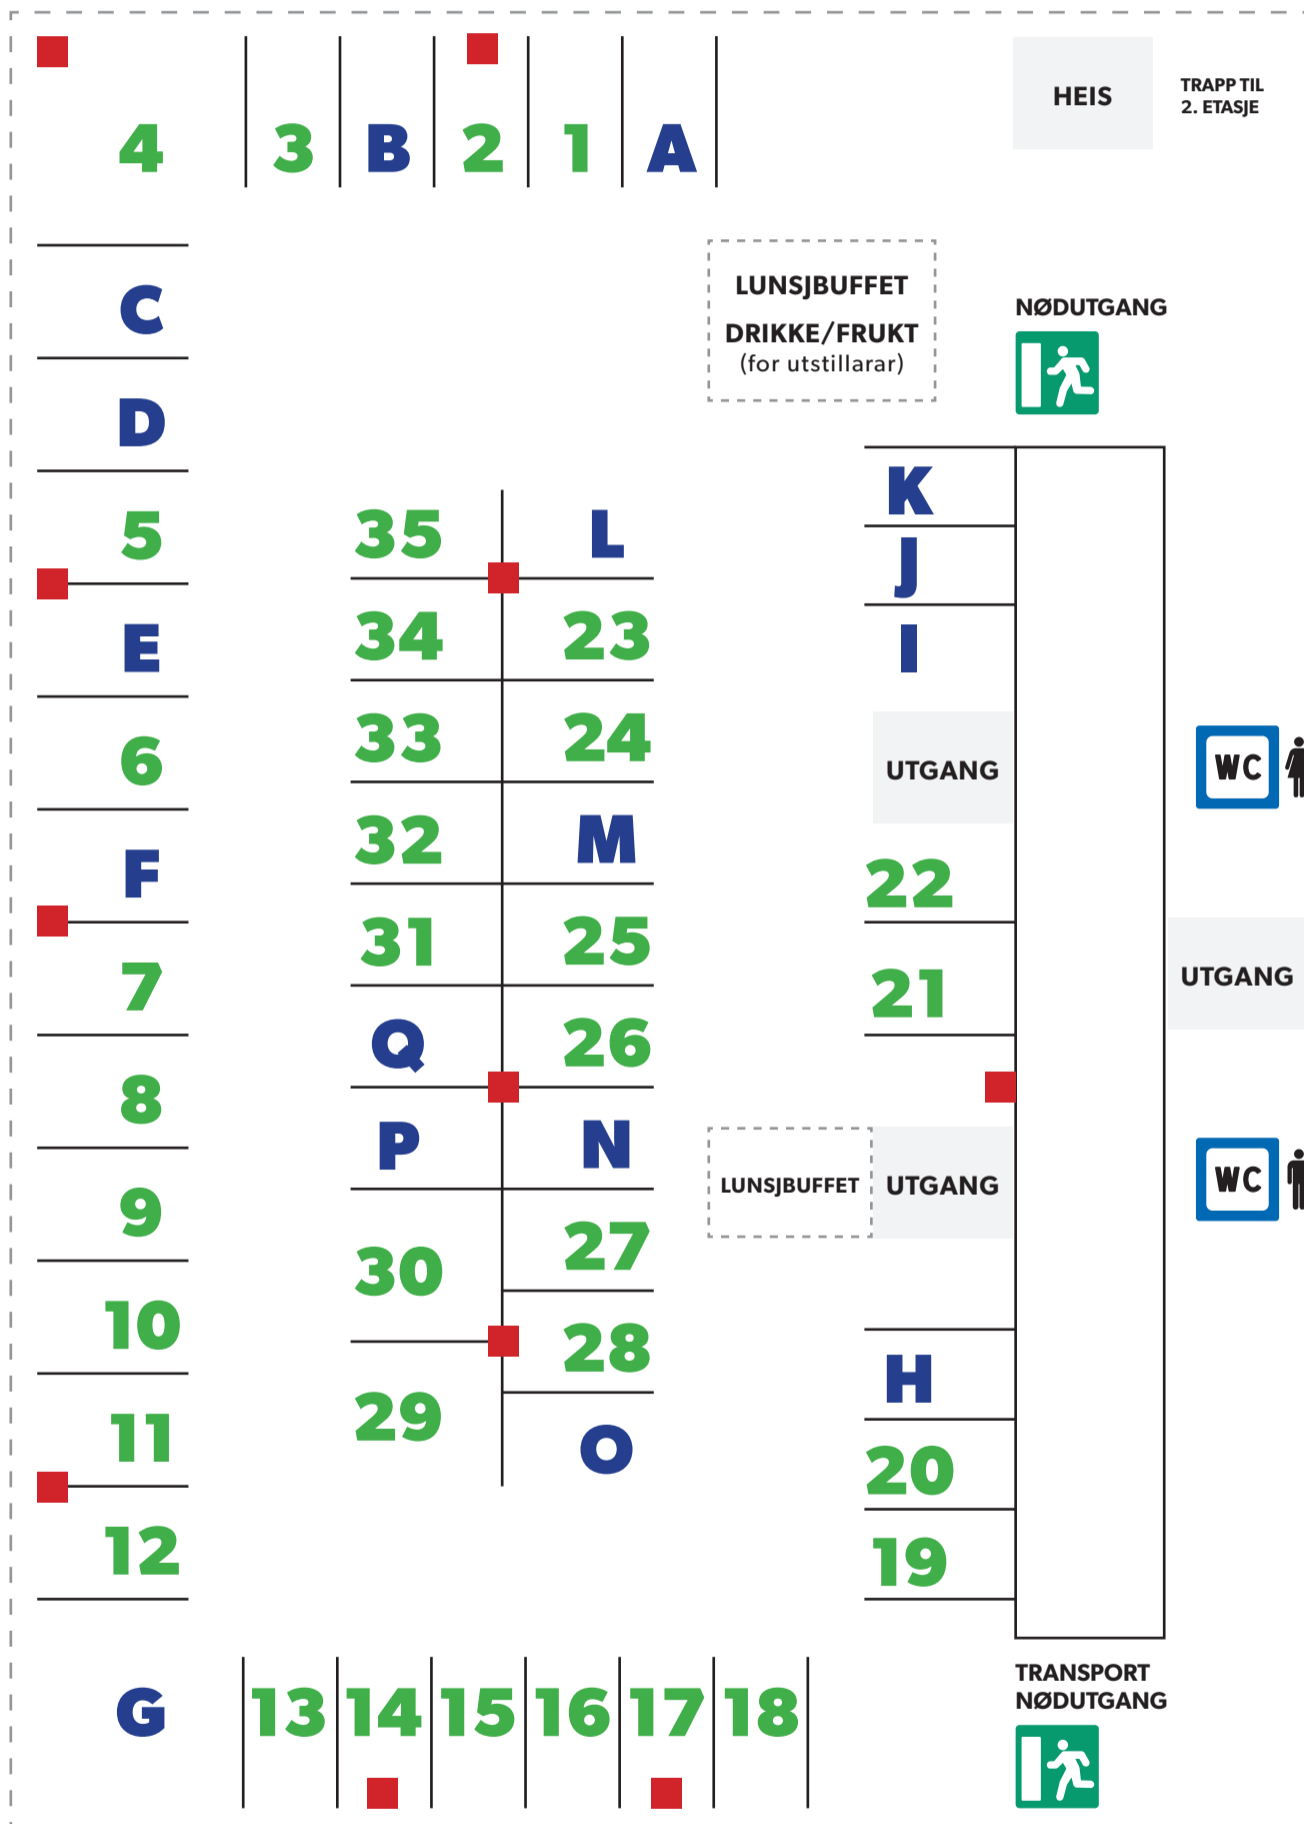 HEIS
TRAPP TIL
2. ETASJE
4
3
B
2
1
A
LUNSJBUFFET
DRIKKE/FRUKT
(for utstillarar)
NØDUTGANG
C
D
5
E
6
F
7
8
9
10
11
12
35
L
34
23
33
24
32
M
31
25
Q
26
P
N
30
27
28
29
O
K
J
I
UTGANG
22
21
LUNSJBUFFET
UTGANG
H
20
19
WC
UTGANG
WC
G
13
14
15
16
17
18
TRANSPORT
NØDUTGANG